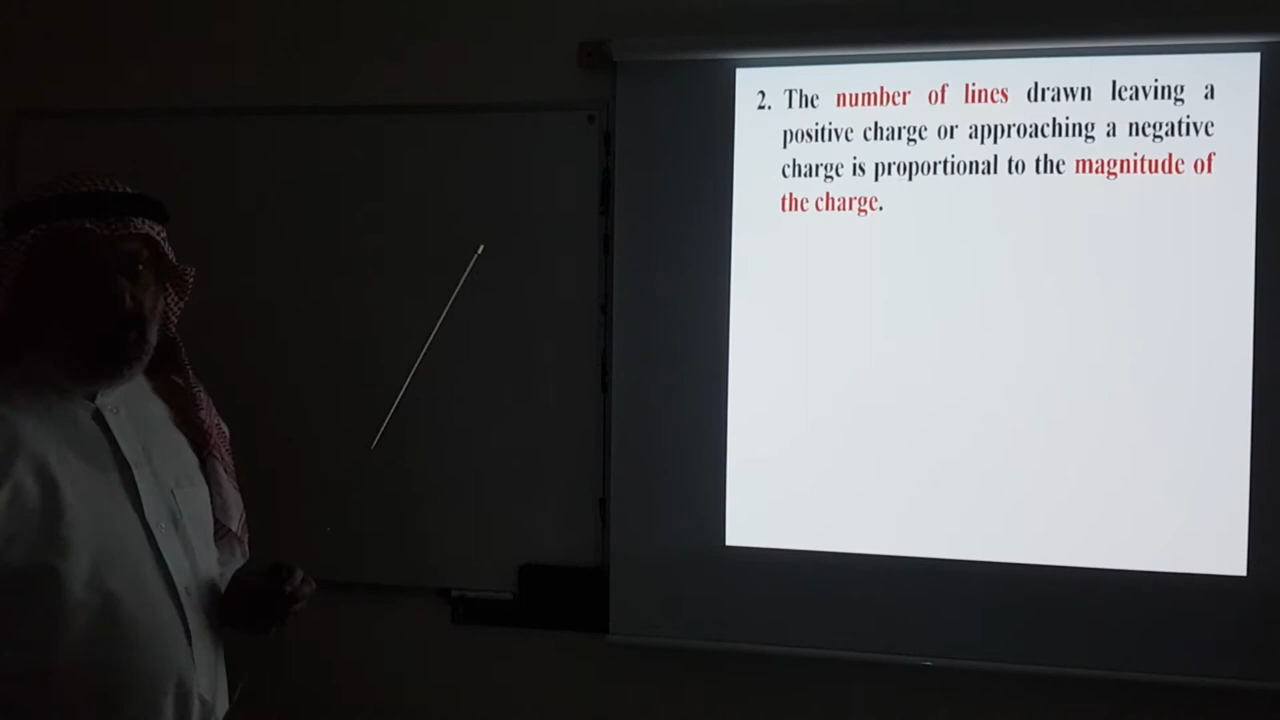 2. The number of lines drawn leaving a
positive charge or approaching a negative
charge is proportional to the magnitude of
the charge.